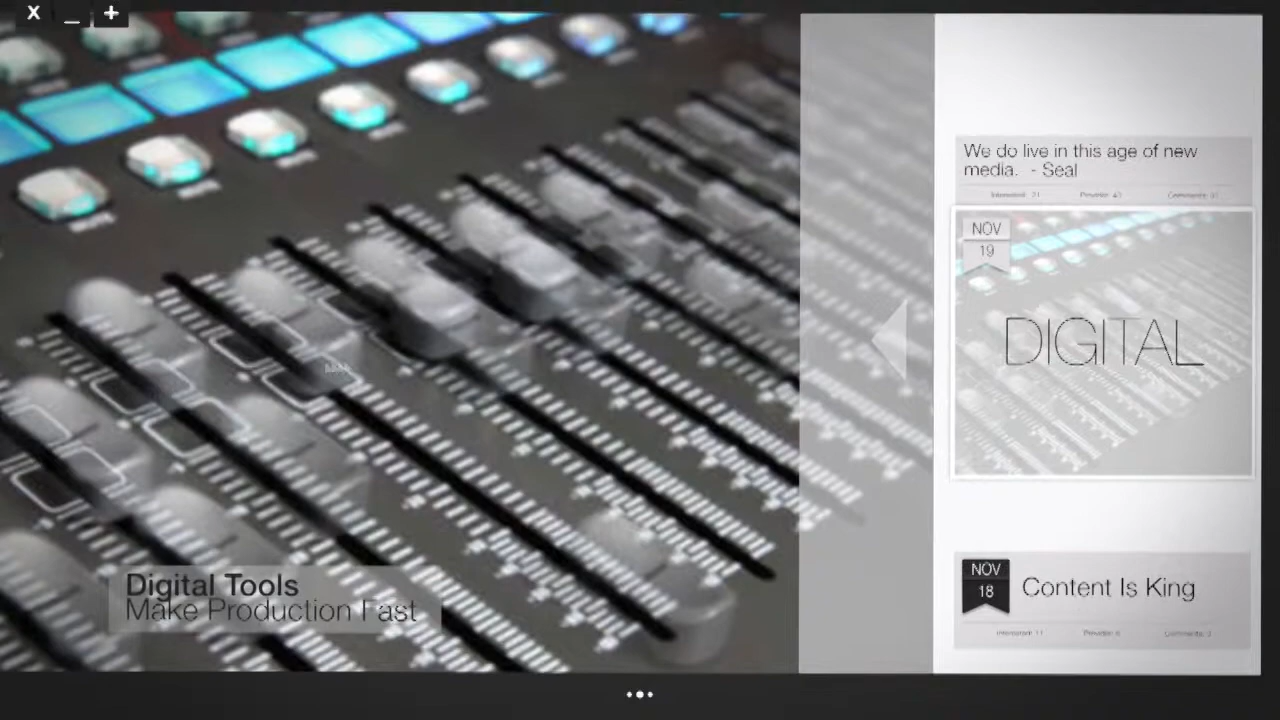 X _ +
We do live in this age of new
media. - Seal
NOV
19
DIGITAL
Digital Tools
Make Production Fast
NOV
18
Content Is King